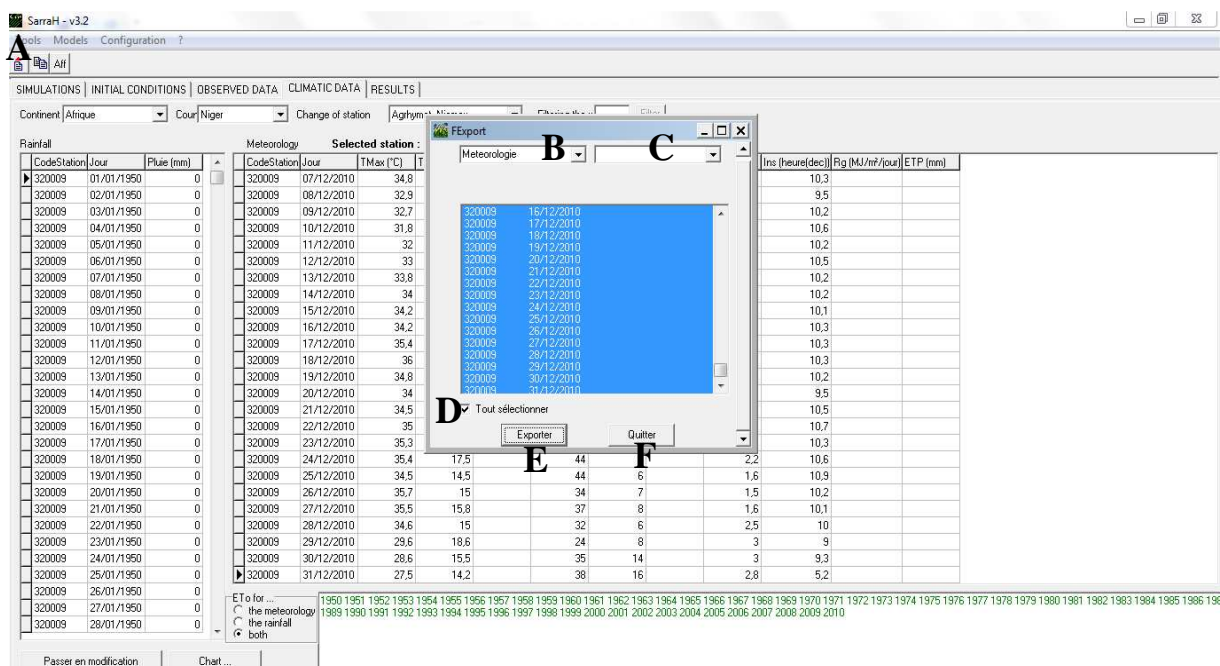 SarraH - v3.2
Tools Models Configuration ?
A
Aff
SIMULATIONS INITIAL CONDITIONS OBSERVED DATA CLIMATIC DATA RESULTS
Continent Afrique Cour Niger Change of station
FExport
Meteorologie B C
Rainfall
Meteorology Selected station :
CodeStation Jour Pluie (mm)
320009 01/01/1950 0
320009 02/01/1950 0
320009 03/01/1950 0
320009 04/01/1950 0
320009 05/01/1950 0
320009 06/01/1950 0
320009 07/01/1950 0
320009 08/01/1950 0
320009 09/01/1950 0
320009 10/01/1950 0
320009 11/01/1950 0
320009 12/01/1950 0
320009 13/01/1950 0
320009 14/01/1950 0
320009 15/01/1950 0
320009 16/01/1950 0
320009 17/01/1950 0
320009 18/01/1950 0
320009 19/01/1950 0
320009 20/01/1950 0
320009 21/01/1950 0
320009 22/01/1950 0
320009 23/01/1950 0
320009 24/01/1950 0
320009 25/01/1950 0
320009 26/01/1950 0
320009 27/01/1950 0
320009 28/01/1950 0
CodeStation Jour TMax (°C) T Ins (heure(dec)) Rg (MJ/m²/jour) ETP (mm)
320009 07/12/2010 34,8 10,3
320009 08/12/2010 32,9 9,5
320009 09/12/2010 32,7 10,2
320009 10/12/2010 31,8 10,6
320009 11/12/2010 32 10,2
320009 12/12/2010 33 10,5
320009 13/12/2010 33,8 10,2
320009 14/12/2010 34 10,2
320009 15/12/2010 34,2 10,1
320009 16/12/2010 34,2 10,3
320009 17/12/2010 35,4 10,3
320009 18/12/2010 36 10,3
320009 19/12/2010 34,8 10,2
320009 20/12/2010 34 9,5
320009 21/12/2010 34,5 10,5
320009 22/12/2010 35 10,7
320009 23/12/2010 35,3 10,3
320009 24/12/2010 35,4 17,5 44 2,2 10,6
320009 25/12/2010 34,5 14,5 44 6 1,6 10,9
320009 26/12/2010 35,7 15 34 7 1,5 10,2
320009 27/12/2010 35,5 15,8 37 8 1,6 10,1
320009 28/12/2010 34,6 15 32 6 2,5 10
320009 29/12/2010 29,6 18,6 24 8 3 9
320009 30/12/2010 28,6 15,5 35 14 3 9,3
320009 31/12/2010 27,5 14,2 38 16 2,8 5,2
320009 16/12/2010
320009 17/12/2010
320009 18/12/2010
320009 19/12/2010
320009 20/12/2010
320009 21/12/2010
320009 22/12/2010
320009 23/12/2010
320009 24/12/2010
320009 25/12/2010
320009 26/12/2010
320009 27/12/2010
320009 28/12/2010
320009 29/12/2010
320009 30/12/2010
320009 31/12/2010
D Tout sélectionner
Exporter Quitter
E F
ETo for ...
the meteorology
the rainfall
both
1950 1951 1952 1953 1954 1955 1956 1957 1958 1959 1960 1961 1962 1963 1964 1965 1966 1967 1968 1969 1970 1971 1972 1973 1974 1975 1976 1977 1978 1979 1980 1981 1982 1983 1984 1985 1986
1989 1990 1991 1992 1993 1994 1995 1996 1997 1998 1999 2000 2001 2002 2003 2004 2005 2006 2007 2008 2009 2010
Passer en modification Chart ...